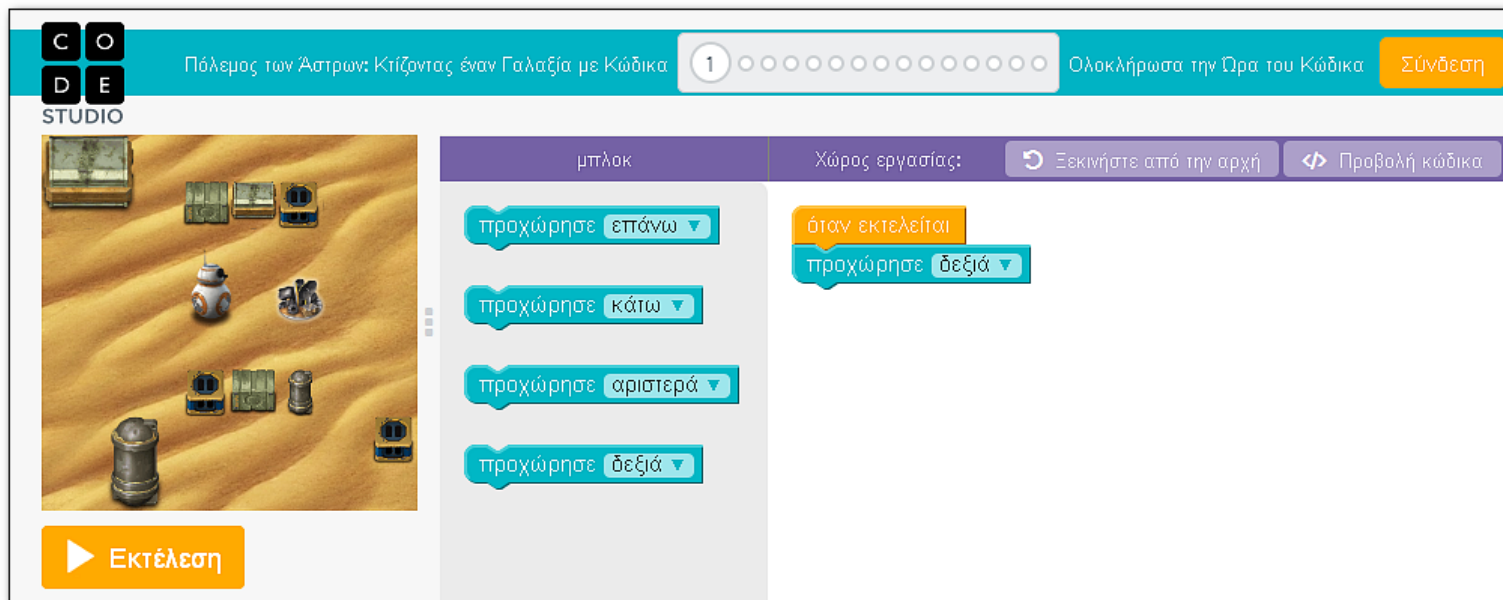 CODE
STUDIO
Πόλεμος των Άστρων: Κτίζοντας έναν Γαλαξία με Κώδικα
1
Ολοκλήρωσα την Ώρα του Κώδικα
Σύνδεση
μπλοκ
Χώρος εργασίας:
Ξεκινήστε από την αρχή
Προβολή κώδικα
προχώρησε επάνω
προχώρησε κάτω
προχώρησε αριστερά
προχώρησε δεξιά
όταν εκτελείται
προχώρησε δεξιά
Εκτέλεση